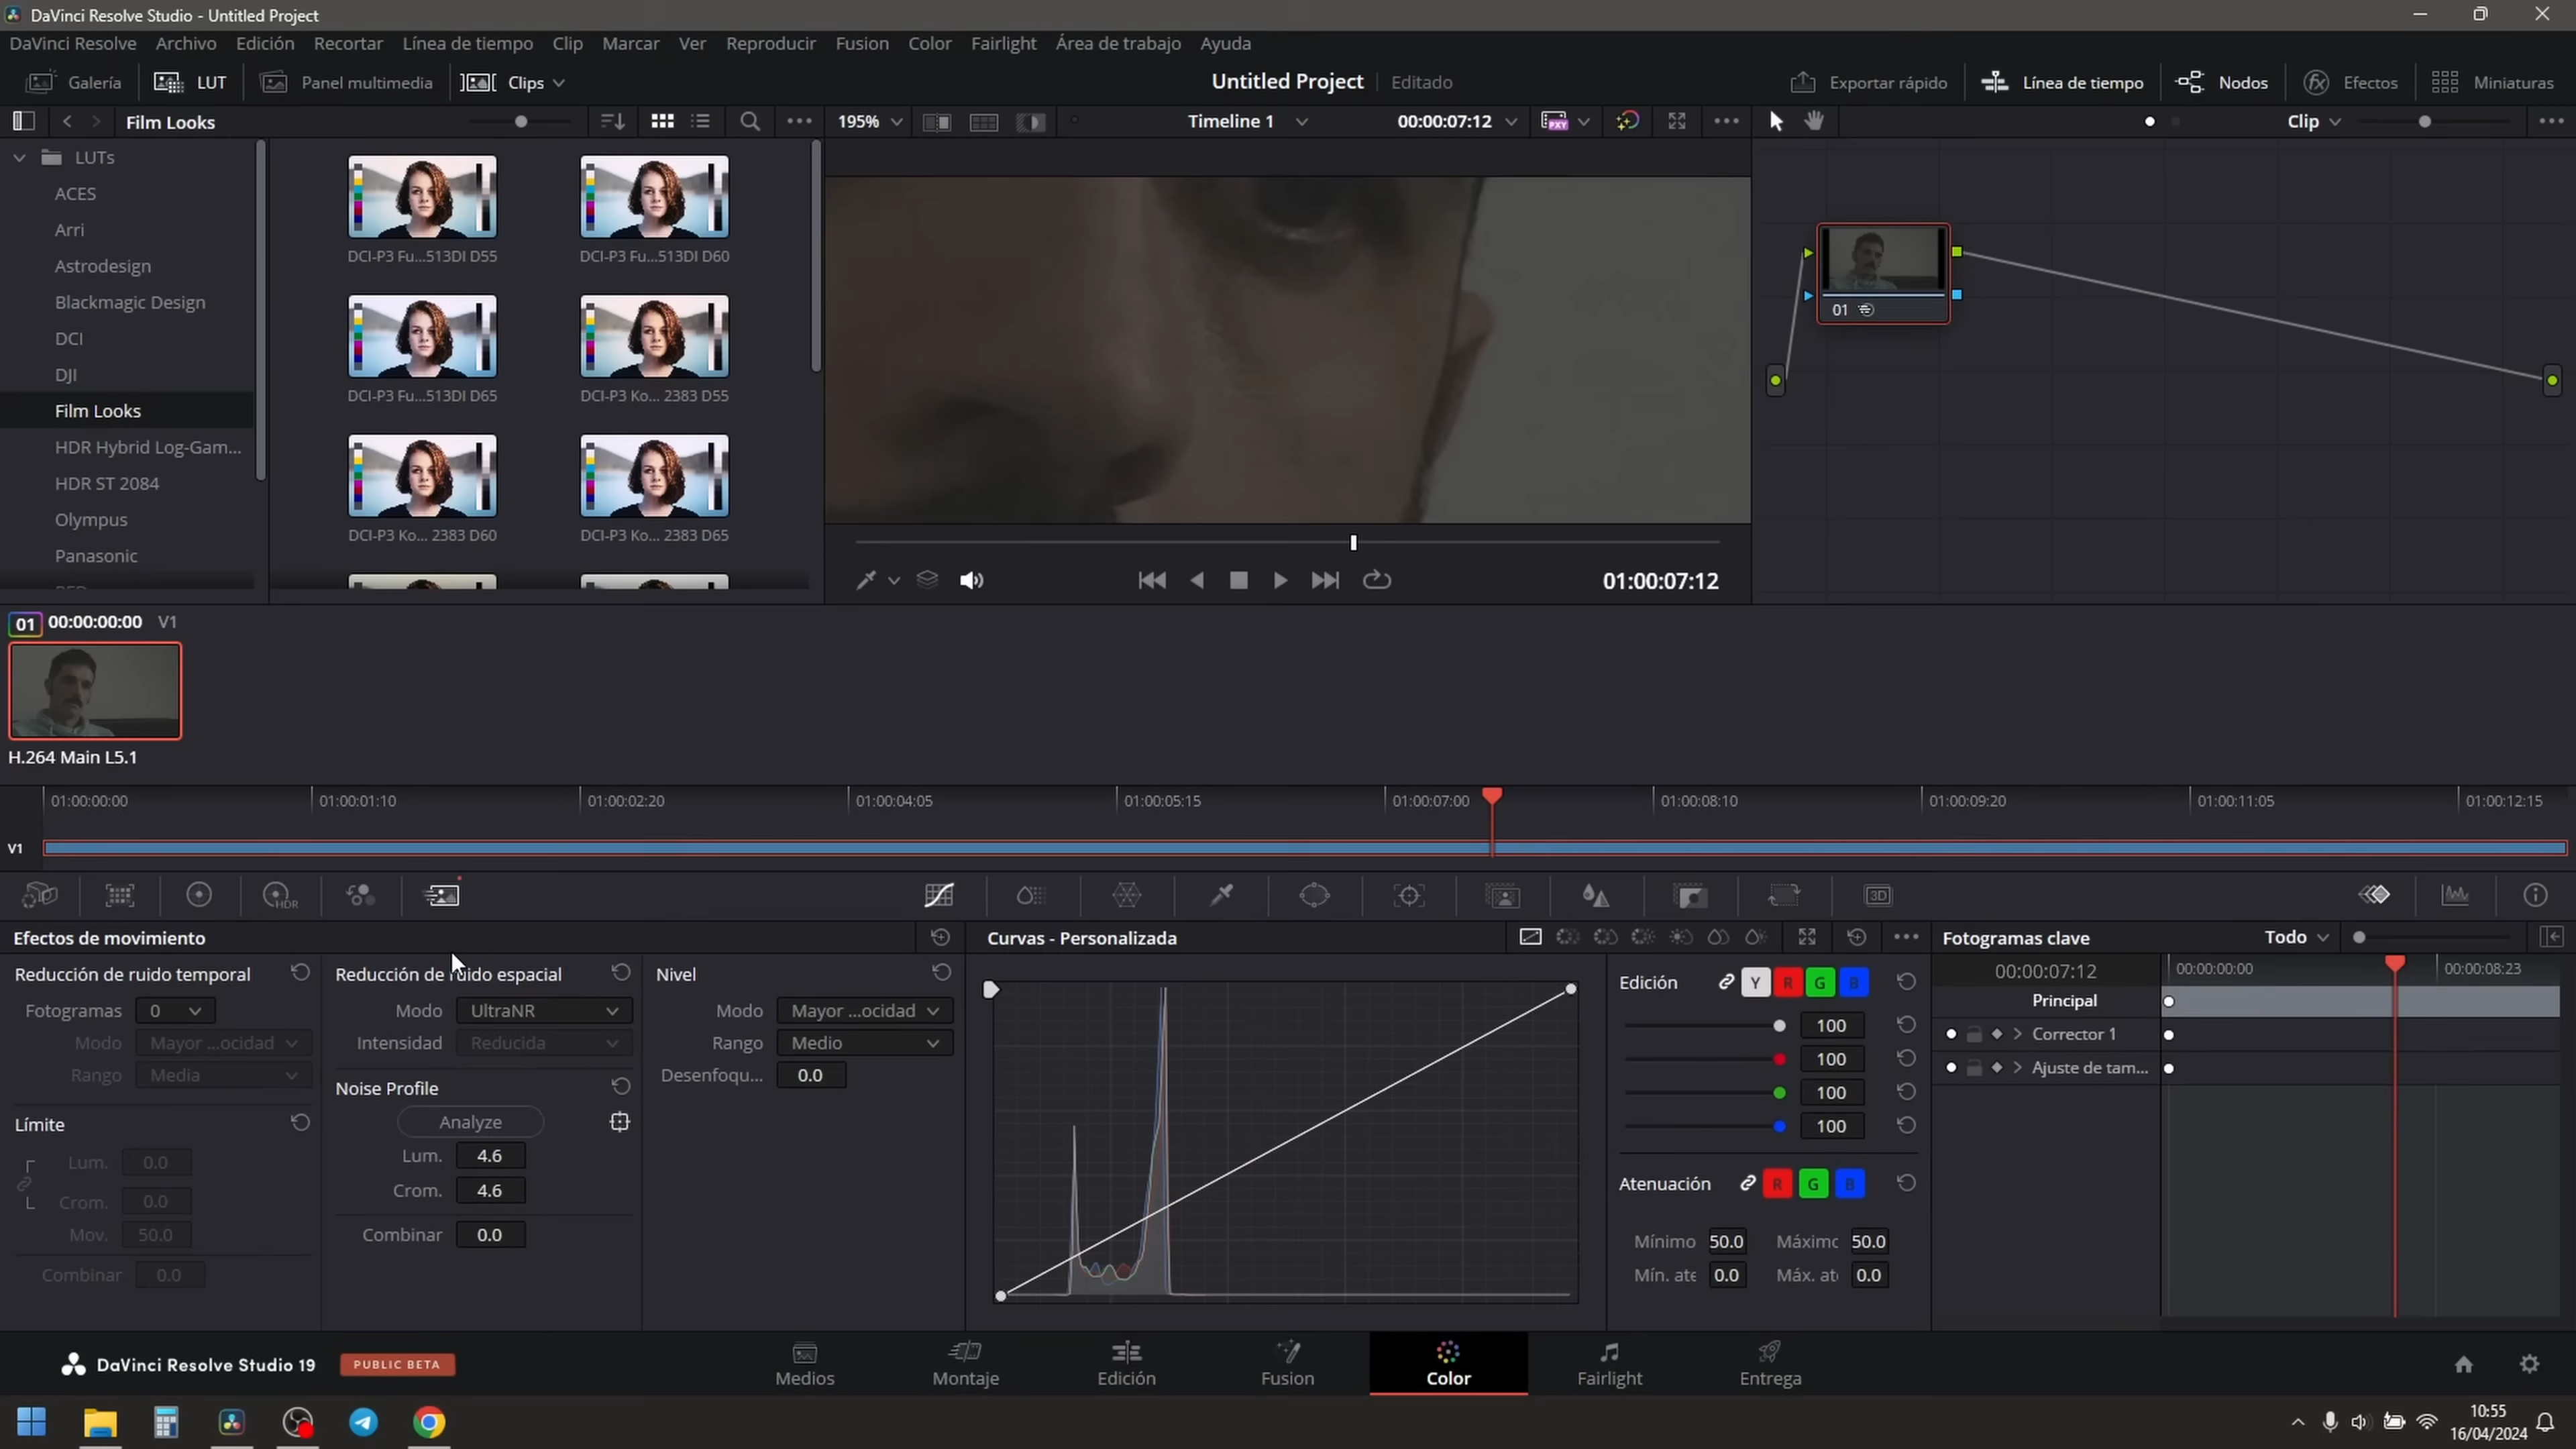 DaVinci Resolve Studio - Untitled Project
DaVinci Resolve Archivo Edición Recortar Línea de tiempo Clip Marcar Ver Reproducir Fusion Color Fairlight Área de trabajo Ayuda
Galería LUT Panel multimedia Clips Untitled Project Editado Exportar rápido Línea de tiempo Nodos Efectos Miniaturas
Film Looks 195% Timeline 1 00:00:07:12 PXY Clip
LUTs
ACES
Arri
Astrodesign
Blackmagic Design
DCI
DJI
Film Looks
HDR Hybrid Log-Gam...
HDR ST 2084
Olympus
Panasonic
DCI-P3 Fu...513DI D55 DCI-P3 Fu...513DI D60
DCI-P3 Fu...513DI D65 DCI-P3 Ko... 2383 D55
DCI-P3 Ko... 2383 D60 DCI-P3 Ko... 2383 D65
01
01:00:07:12
01 00:00:00:00 V1
H.264 Main L5.1
01:00:00:00 01:00:01:10 01:00:02:20 01:00:04:05 01:00:05:15 01:00:07:00 01:00:08:10 01:00:09:20 01:00:11:05 01:00:12:15
V1
HDR 3D
Efectos de movimiento
Reducción de ruido temporal
Fotogramas 0
Modo Mayor ...ocidad
Rango Media
Límite
Lum. 0.0
Crom. 0.0
Mov. 50.0
Combinar 0.0
Reducción de ruido espacial
Modo UltraNR
Intensidad Reducida
Noise Profile
Analyze
Lum. 4.6
Crom. 4.6
Combinar 0.0
Nivel
Modo Mayor ...ocidad
Rango Medio
Desenfoqu... 0.0
Curvas - Personalizada
Edición Y R G B
100
100
100
100
Atenuación R G B
Mínimo 50.0 Máximo 50.0
Mín. ate 0.0 Máx. ate 0.0
Fotogramas clave Todo
00:00:07:12 00:00:00:00 00:00:08:23
Principal
Corrector 1
Ajuste de tam...
DaVinci Resolve Studio 19 PUBLIC BETA
Medios Montaje Edición Fusion Color Fairlight Entrega
10:55
16/04/2024